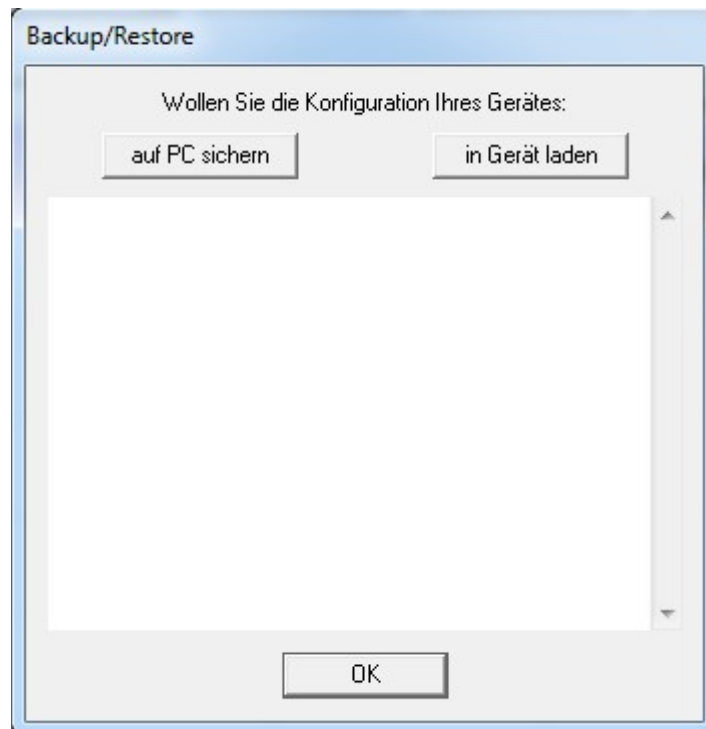 Backup/Restore
Wollen Sie die Konfiguration Ihres Gerätes:
auf PC sichern in Gerät laden
OK